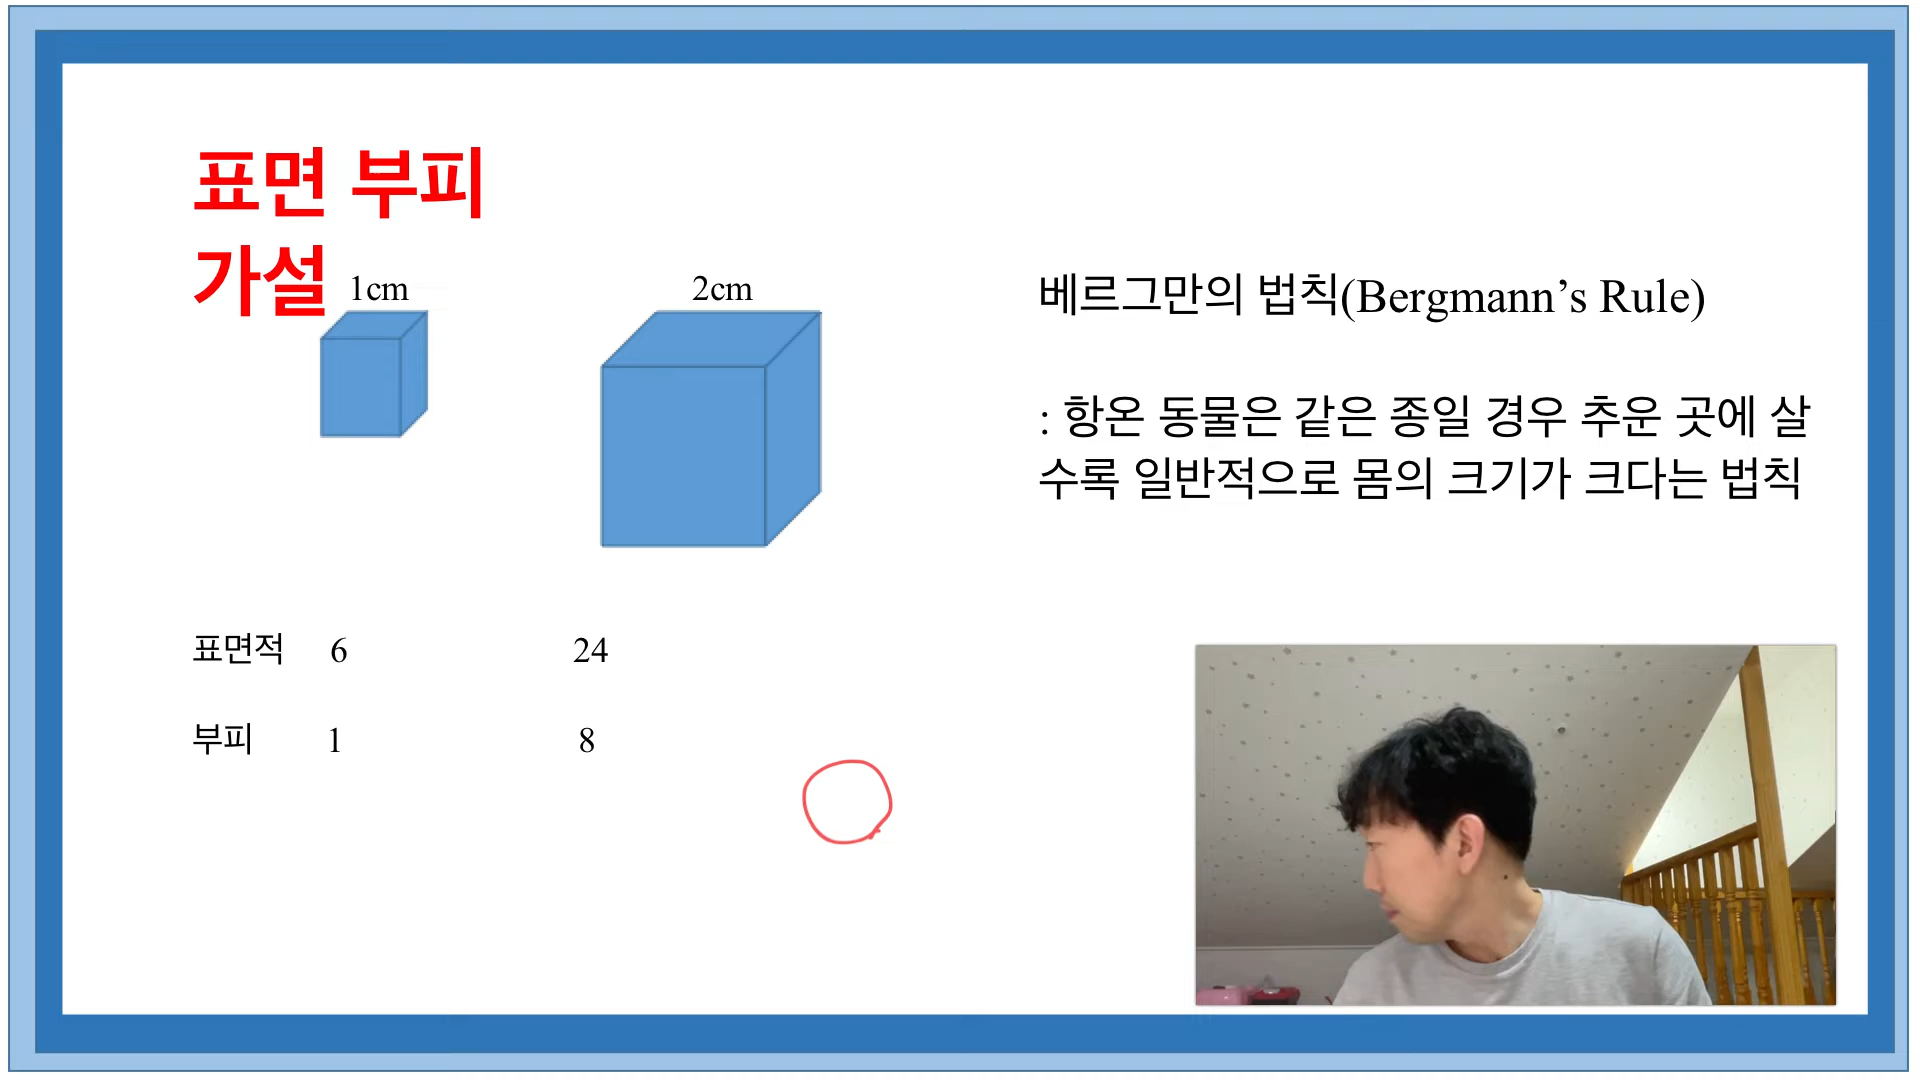 표면 부피
가설
1cm
2cm
표면적 6 24
부피 1 8
베르그만의 법칙(Bergmann’s Rule)
: 항온 동물은 같은 종일 경우 추운 곳에 살
수록 일반적으로 몸의 크기가 크다는 법칙